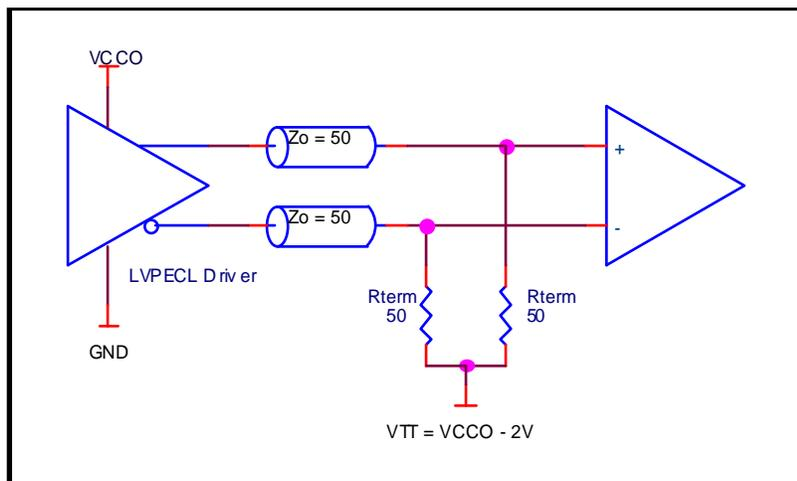 VCCO
Zo = 50
+
Zo = 50
-
LVPECL Driver
Rterm
50
Rterm
50
GND
VTT = VCCO - 2V